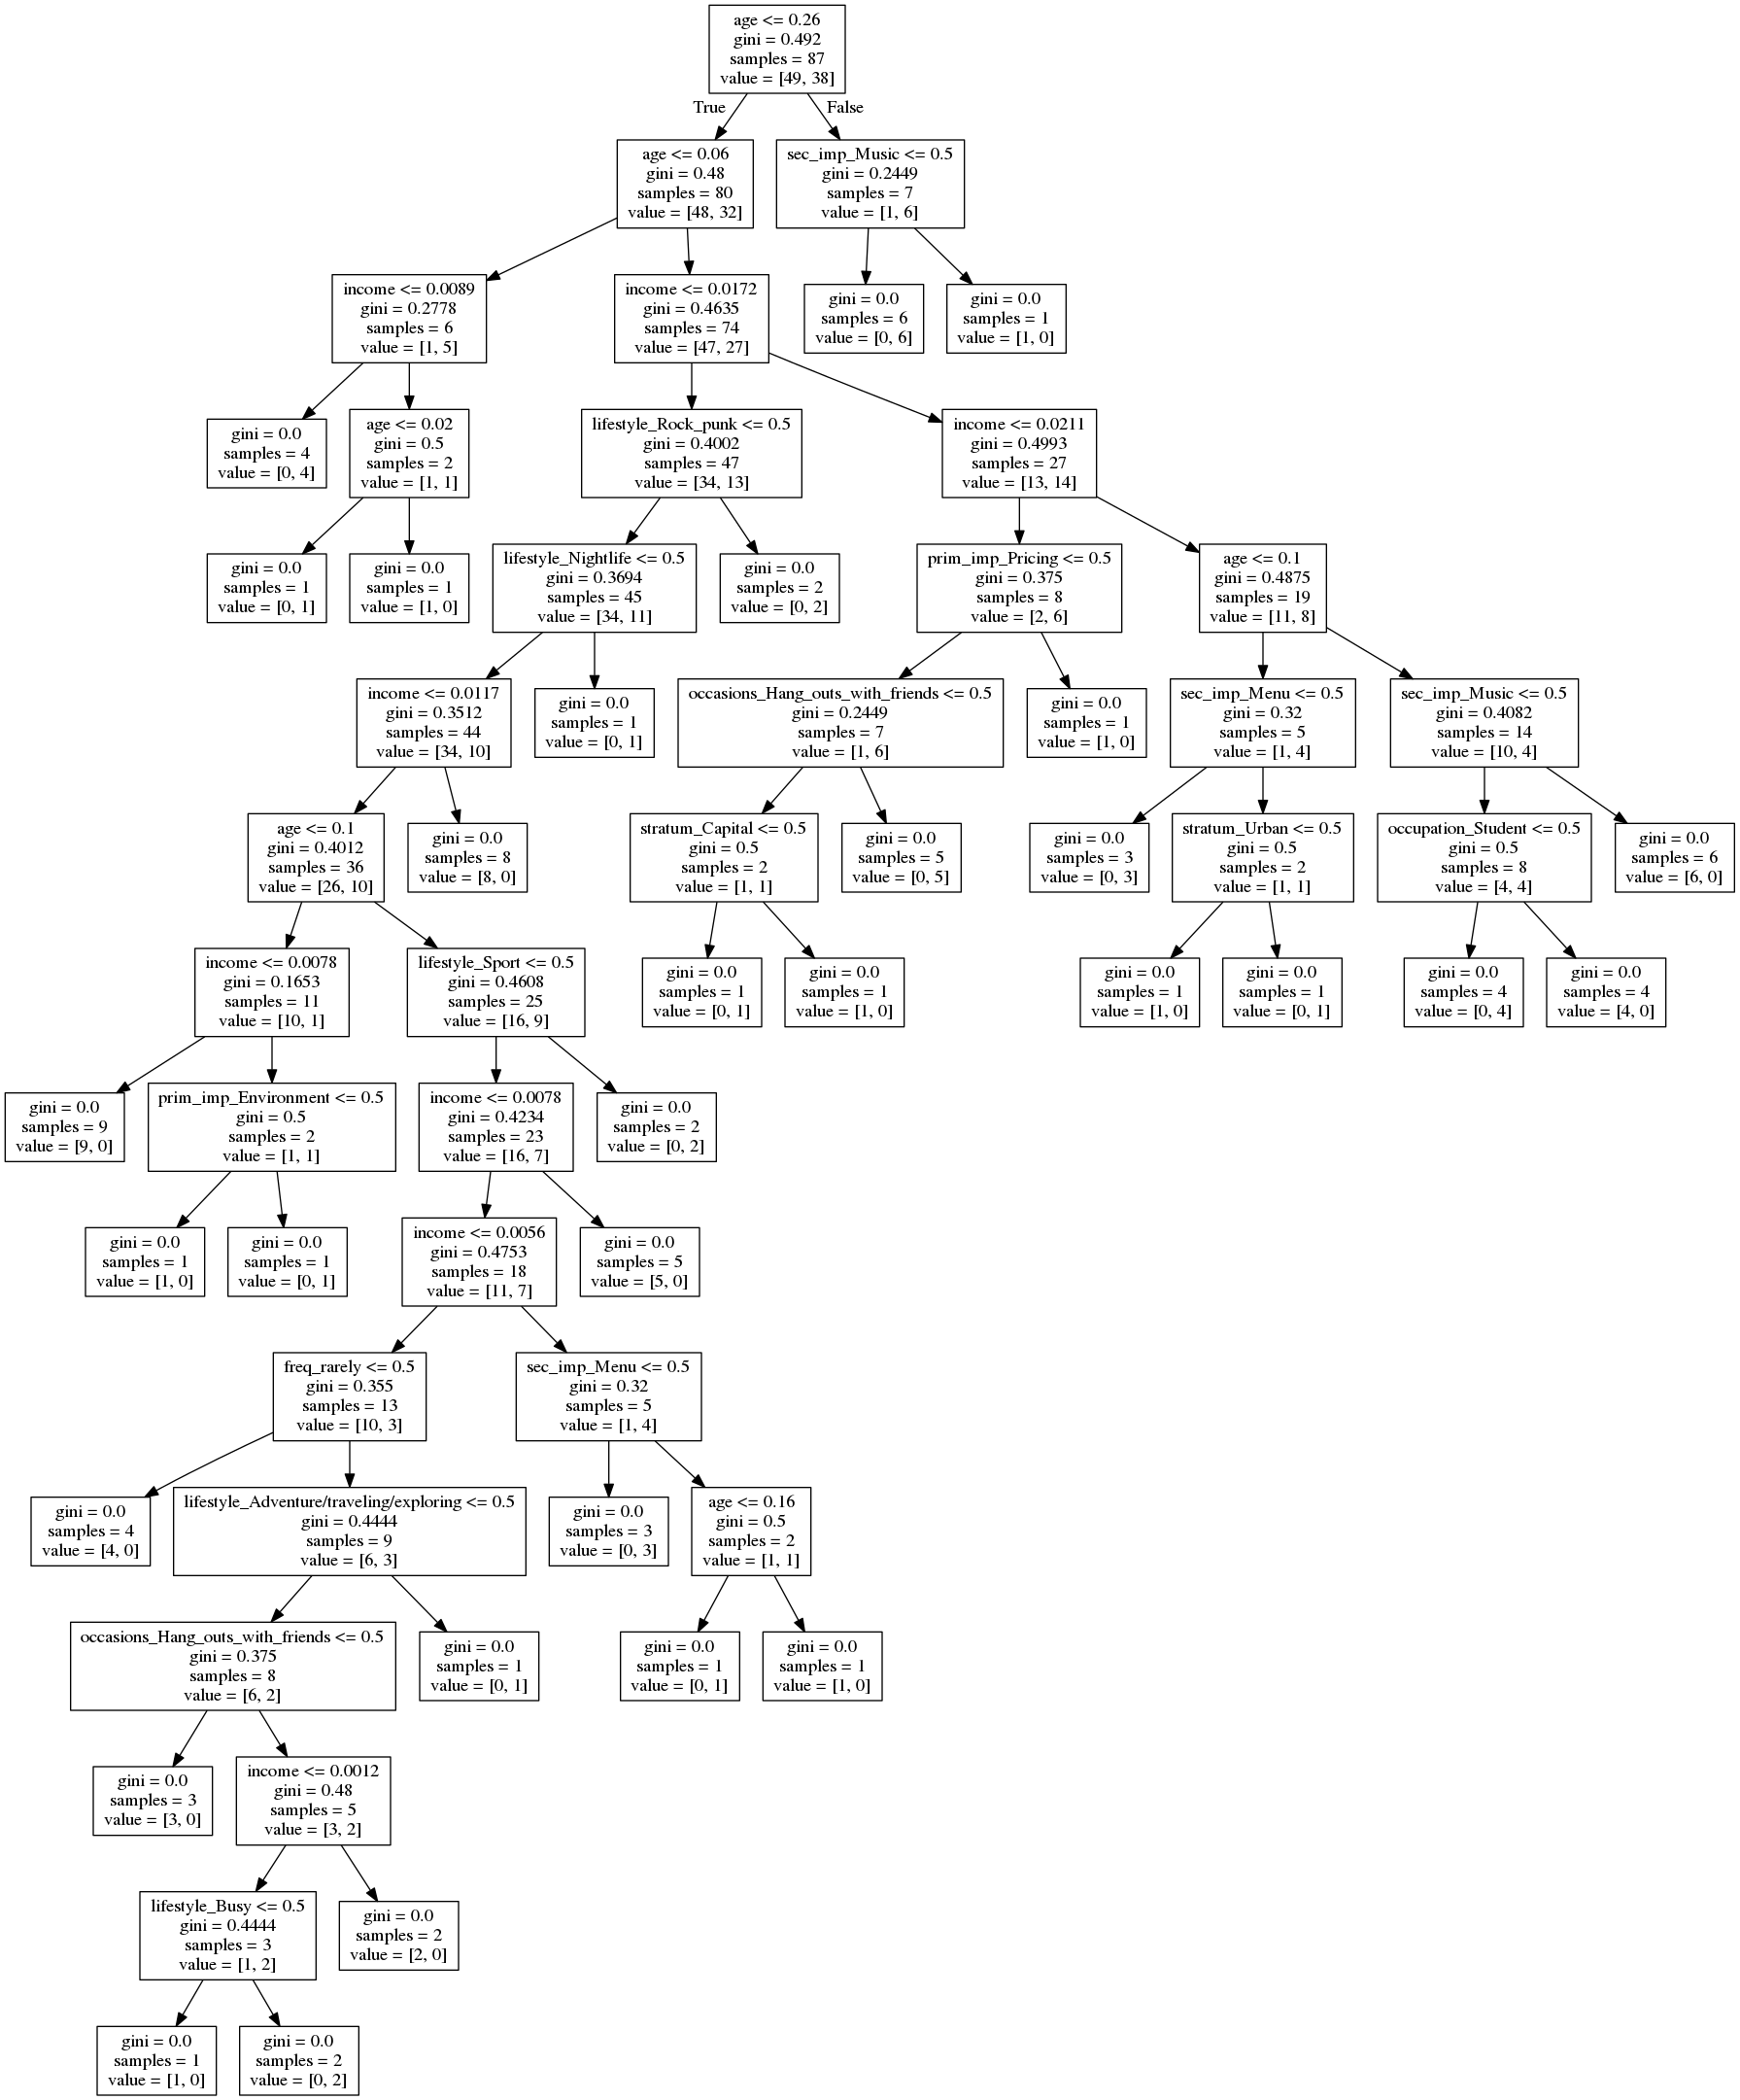 age <= 0.26
gini = 0.492
samples = 87
value = [49, 38]
True
False
age <= 0.06
gini = 0.48
samples = 80
value = [48, 32]
sec_imp_Music <= 0.5
gini = 0.2449
samples = 7
value = [1, 6]
income <= 0.0089
gini = 0.2778
samples = 6
value = [1, 5]
income <= 0.0172
gini = 0.4635
samples = 74
value = [47, 27]
gini = 0.0
samples = 6
value = [0, 6]
gini = 0.0
samples = 1
value = [1, 0]
gini = 0.0
samples = 4
value = [0, 4]
age <= 0.02
gini = 0.5
samples = 2
value = [1, 1]
lifestyle_Rock_punk <= 0.5
gini = 0.4002
samples = 47
value = [34, 13]
income <= 0.0211
gini = 0.4993
samples = 27
value = [13, 14]
gini = 0.0
samples = 1
value = [0, 1]
gini = 0.0
samples = 1
value = [1, 0]
lifestyle_Nightlife <= 0.5
gini = 0.3694
samples = 45
value = [34, 11]
gini = 0.0
samples = 2
value = [0, 2]
prim_imp_Pricing <= 0.5
gini = 0.375
samples = 8
value = [2, 6]
age <= 0.1
gini = 0.4875
samples = 19
value = [11, 8]
income <= 0.0117
gini = 0.3512
samples = 44
value = [34, 10]
gini = 0.0
samples = 1
value = [0, 1]
occasions_Hang_outs_with_friends <= 0.5
gini = 0.2449
samples = 7
value = [1, 6]
gini = 0.0
samples = 1
value = [1, 0]
sec_imp_Menu <= 0.5
gini = 0.32
samples = 5
value = [1, 4]
sec_imp_Music <= 0.5
gini = 0.4082
samples = 14
value = [10, 4]
age <= 0.1
gini = 0.4012
samples = 36
value = [26, 10]
gini = 0.0
samples = 8
value = [8, 0]
stratum_Capital <= 0.5
gini = 0.5
samples = 2
value = [1, 1]
gini = 0.0
samples = 5
value = [0, 5]
gini = 0.0
samples = 3
value = [0, 3]
stratum_Urban <= 0.5
gini = 0.5
samples = 2
value = [1, 1]
occupation_Student <= 0.5
gini = 0.5
samples = 8
value = [4, 4]
gini = 0.0
samples = 6
value = [6, 0]
income <= 0.0078
gini = 0.1653
samples = 11
value = [10, 1]
lifestyle_Sport <= 0.5
gini = 0.4608
samples = 25
value = [16, 9]
gini = 0.0
samples = 1
value = [0, 1]
gini = 0.0
samples = 1
value = [1, 0]
gini = 0.0
samples = 1
value = [1, 0]
gini = 0.0
samples = 1
value = [0, 1]
gini = 0.0
samples = 4
value = [0, 4]
gini = 0.0
samples = 4
value = [4, 0]
gini = 0.0
samples = 9
value = [9, 0]
prim_imp_Environment <= 0.5
gini = 0.5
samples = 2
value = [1, 1]
income <= 0.0078
gini = 0.4234
samples = 23
value = [16, 7]
gini = 0.0
samples = 2
value = [0, 2]
gini = 0.0
samples = 1
value = [1, 0]
gini = 0.0
samples = 1
value = [0, 1]
income <= 0.0056
gini = 0.4753
samples = 18
value = [11, 7]
gini = 0.0
samples = 5
value = [5, 0]
freq_rarely <= 0.5
gini = 0.355
samples = 13
value = [10, 3]
sec_imp_Menu <= 0.5
gini = 0.32
samples = 5
value = [1, 4]
gini = 0.0
samples = 4
value = [4, 0]
lifestyle_Adventure/traveling/exploring <= 0.5
gini = 0.4444
samples = 9
value = [6, 3]
gini = 0.0
samples = 3
value = [0, 3]
age <= 0.16
gini = 0.5
samples = 2
value = [1, 1]
occasions_Hang_outs_with_friends <= 0.5
gini = 0.375
samples = 8
value = [6, 2]
gini = 0.0
samples = 1
value = [0, 1]
gini = 0.0
samples = 1
value = [0, 1]
gini = 0.0
samples = 1
value = [1, 0]
gini = 0.0
samples = 3
value = [3, 0]
income <= 0.0012
gini = 0.48
samples = 5
value = [3, 2]
lifestyle_Busy <= 0.5
gini = 0.4444
samples = 3
value = [1, 2]
gini = 0.0
samples = 2
value = [2, 0]
gini = 0.0
samples = 1
value = [1, 0]
gini = 0.0
samples = 2
value = [0, 2]